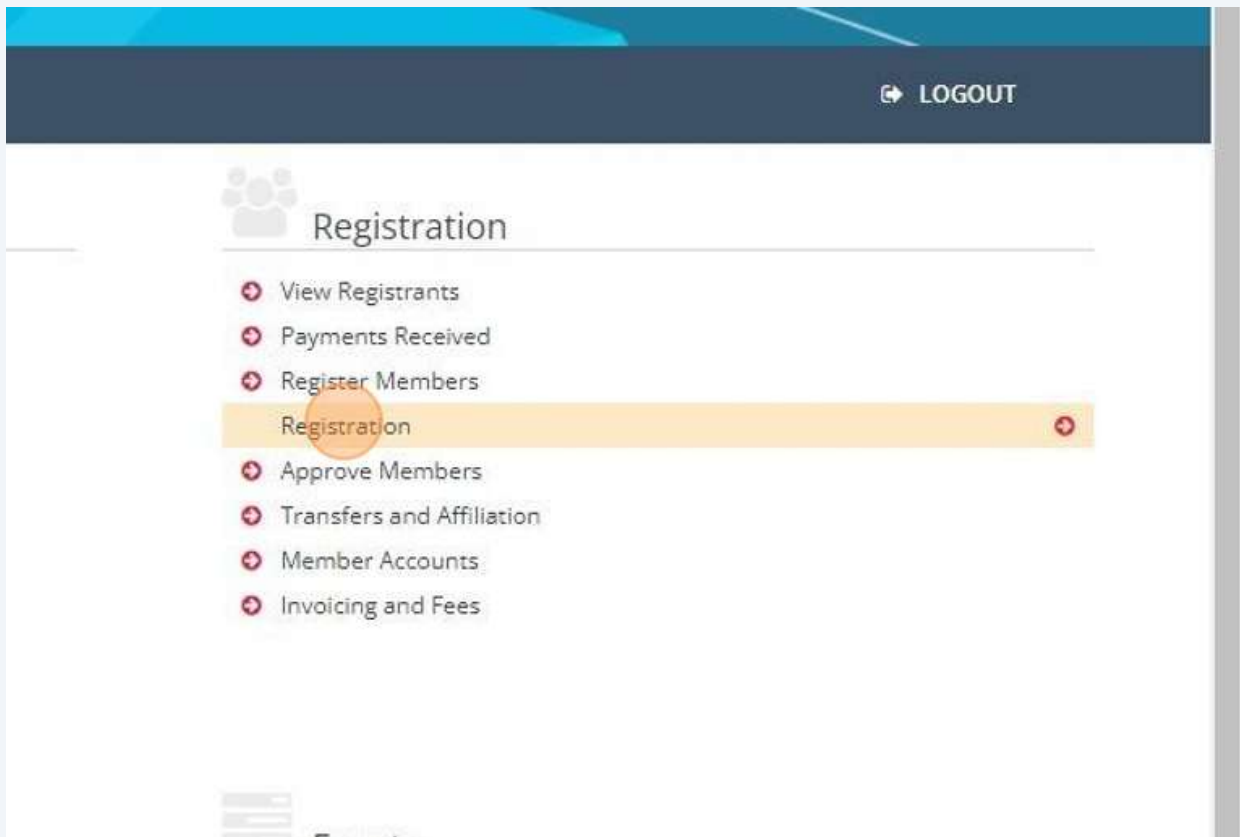 LOGOUT
Registration
View Registrants
Payments Received
Register Members
Registration
Approve Members
Transfers and Affiliation
Member Accounts
Invoicing and Fees